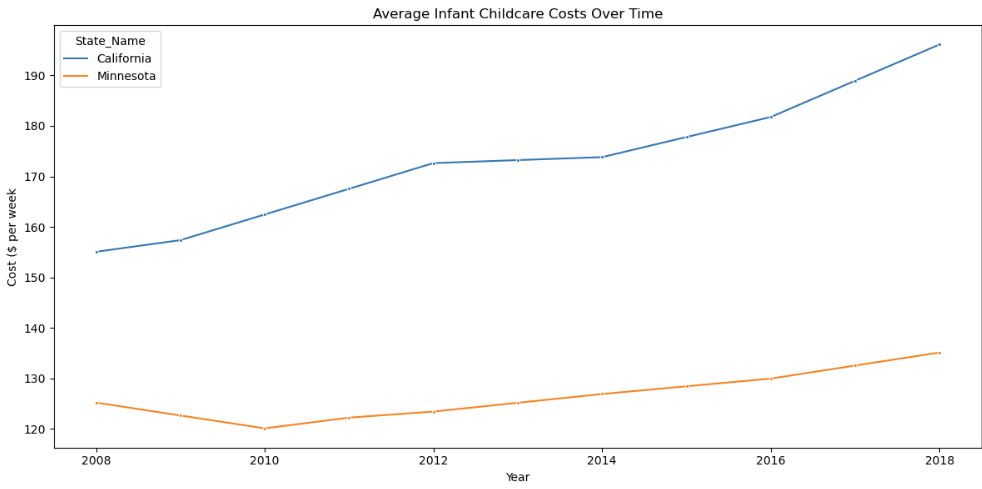 Average Infant Childcare Costs Over Time
State_Name
California
Minnesota
Cost ($ per week)
190
180
170
160
150
140
130
120
2008 2010 2012 2014 2016 2018
Year